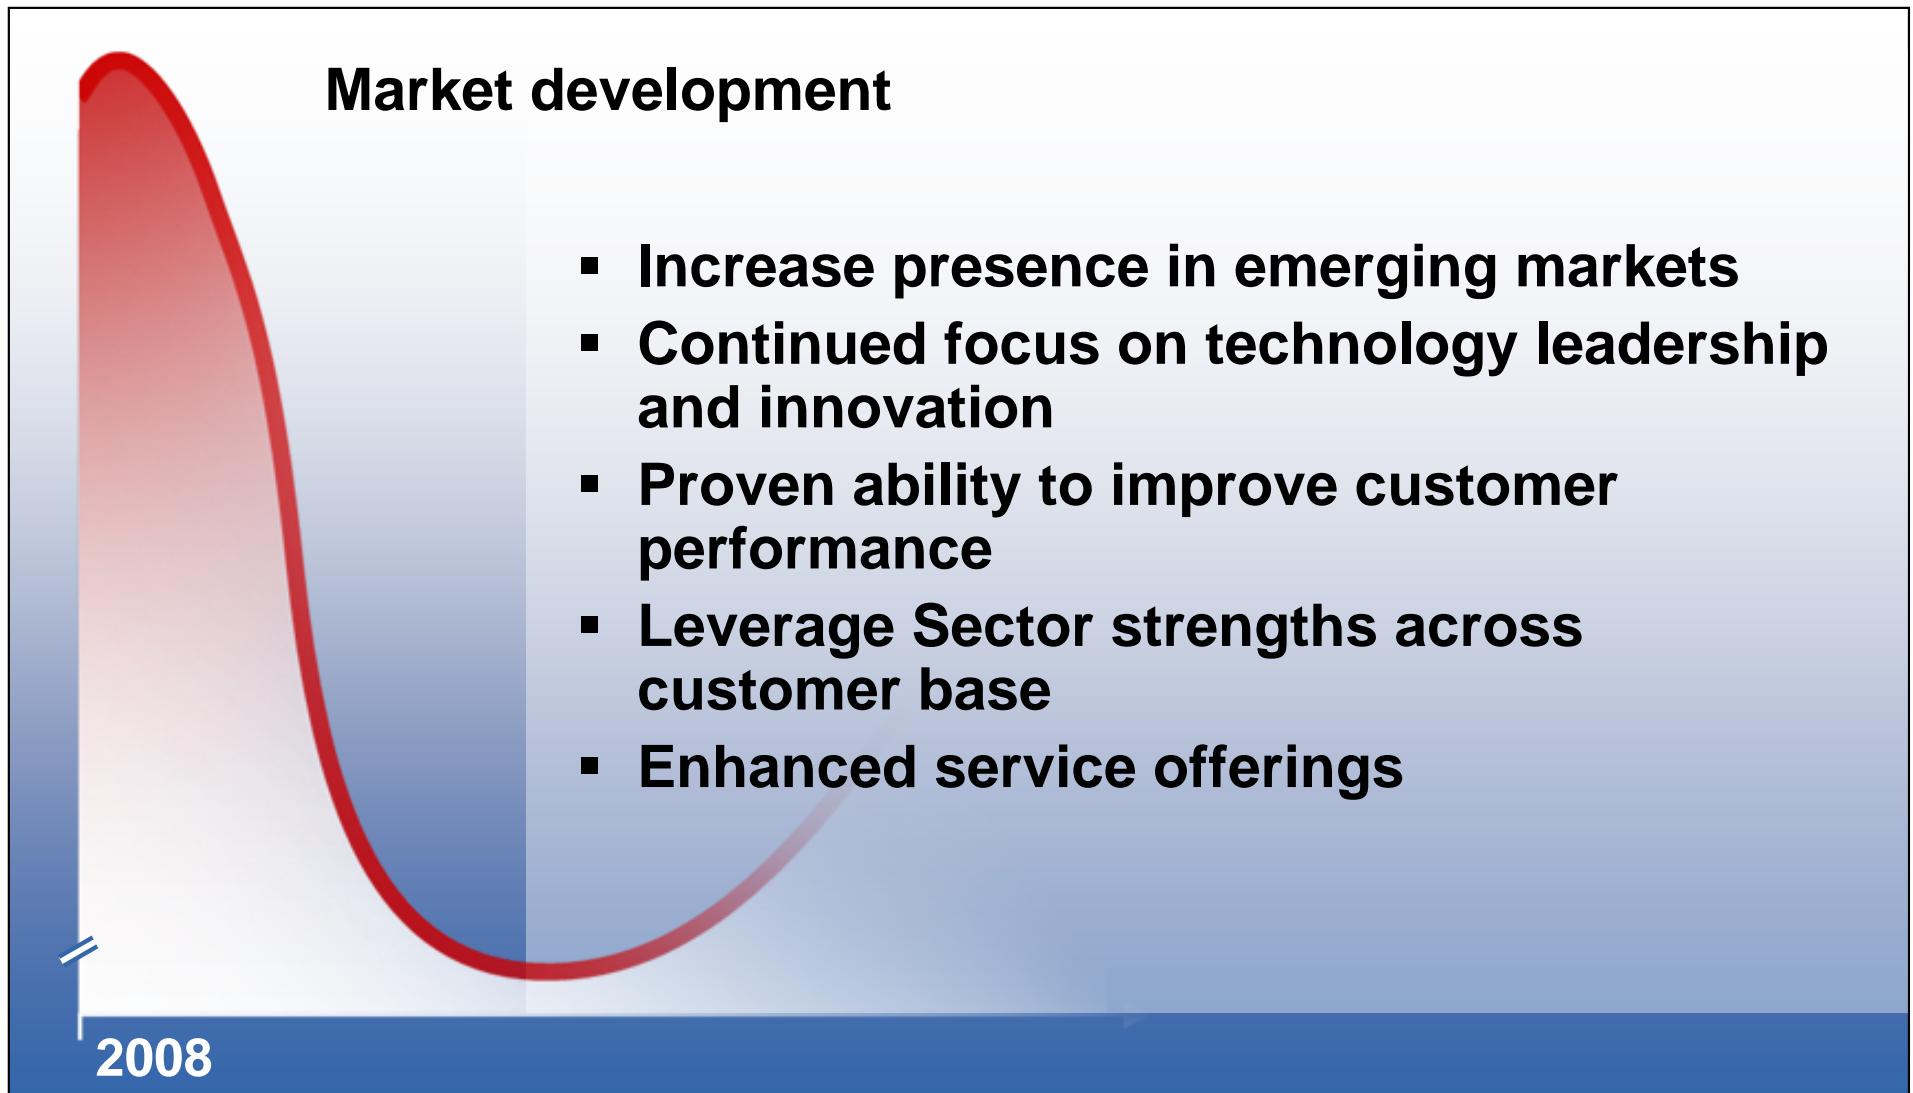 Market development
▪ Increase presence in emerging markets
▪ Continued focus on technology leadership
and innovation
▪ Proven ability to improve customer
performance
▪ Leverage Sector strengths across
customer base
▪ Enhanced service offerings
2008